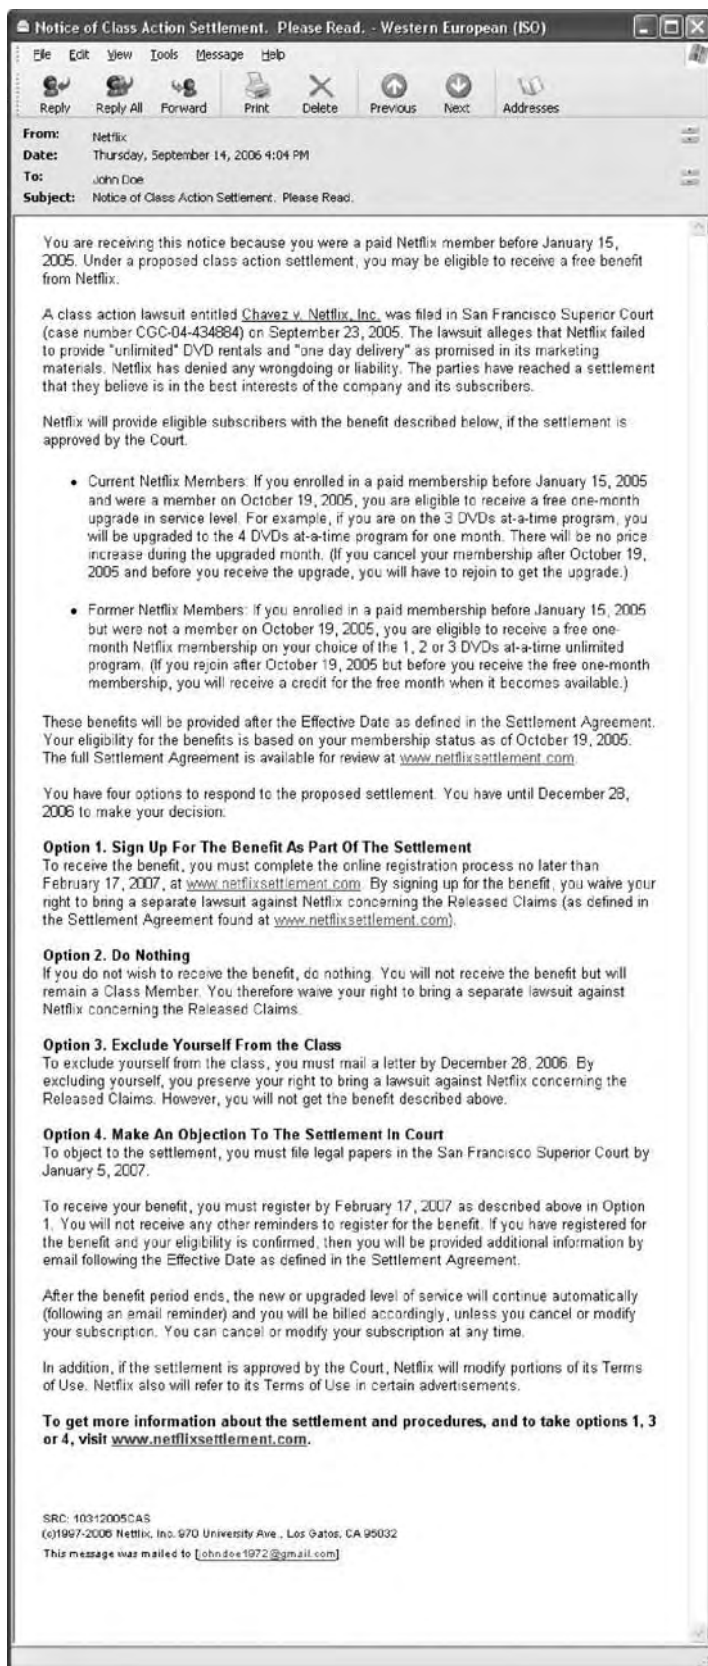 Notice of Class Action Settlement. Please Read. - Western European (ISO)
File Edit View Tools Message Help
Reply Reply All Forward Print Delete Previous Next Addresses
From: Netflix
Date: Thursday, September 14, 2006 4:04 PM
To: John Doe
Subject: Notice of Class Action Settlement. Please Read.
You are receiving this notice because you were a paid Netflix member before January 15,
2005. Under a proposed class action settlement, you may be eligible to receive a free benefit
from Netflix.
A class action lawsuit entitled Chavez v. Netflix, Inc. was filed in San Francisco Superior Court
(case number CGC-04-434884) on September 23, 2005. The lawsuit alleges that Netflix failed
to provide "unlimited" DVD rentals and "one day delivery" as promised in its marketing
materials. Netflix has denied any wrongdoing or liability. The parties have reached a settlement
that they believe is in the best interests of the company and its subscribers.
Netflix will provide eligible subscribers with the benefit described below, if the settlement is
approved by the Court.
• Current Netflix Members: If you enrolled in a paid membership before January 15, 2005
and were a member on October 19, 2005, you are eligible to receive a free one-month
upgrade in service level. For example, if you are on the 3 DVDs at-a-time program, you
will be upgraded to the 4 DVDs at-a-time program for one month. There will be no price
increase during the upgraded month. (If you cancel your membership after October 19,
2005 and before you receive the upgrade, you will have to rejoin to get the upgrade.)
• Former Netflix Members: If you enrolled in a paid membership before January 15, 2005
but were not a member on October 19, 2005, you are eligible to receive a free one-
month Netflix membership on your choice of the 1, 2 or 3 DVDs at-a-time unlimited
program. (If you rejoin after October 19, 2005 but before you receive the free one-month
membership, you will receive a credit for the free month when it becomes available.)
These benefits will be provided after the Effective Date as defined in the Settlement Agreement.
Your eligibility for the benefits is based on your membership status as of October 19, 2005.
The full Settlement Agreement is available for review at www.netflixsettlement.com.
You have four options to respond to the proposed settlement. You have until December 28,
2006 to make your decision:
Option 1. Sign Up For The Benefit As Part Of The Settlement
To receive the benefit, you must complete the online registration process no later than
February 17, 2007, at www.netflixsettlement.com. By signing up for the benefit, you waive your
right to bring a separate lawsuit against Netflix concerning the Released Claims (as defined in
the Settlement Agreement found at www.netflixsettlement.com).
Option 2. Do Nothing
If you do not wish to receive the benefit, do nothing. You will not receive the benefit but will
remain a Class Member. You therefore waive your right to bring a separate lawsuit against
Netflix concerning the Released Claims.
Option 3. Exclude Yourself From the Class
To exclude yourself from the class, you must mail a letter by December 28, 2006. By
excluding yourself, you preserve your right to bring a lawsuit against Netflix concerning the
Released Claims. However, you will not get the benefit described above.
Option 4. Make An Objection To The Settlement In Court
To object to the settlement, you must file legal papers in the San Francisco Superior Court by
January 5, 2007.
To receive your benefit, you must register by February 17, 2007 as described above in Option
1. You will not receive any other reminders to register for the benefit. If you have registered for
the benefit and your eligibility is confirmed, then you will be provided additional information by
email following the Effective Date as defined in the Settlement Agreement.
After the benefit period ends, the new or upgraded level of service will continue automatically
(following an email reminder) and you will be billed accordingly, unless you cancel or modify
your subscription. You can cancel or modify your subscription at any time.
In addition, if the settlement is approved by the Court, Netflix will modify portions of its Terms
of Use. Netflix also will refer to its Terms of Use in certain advertisements.
To get more information about the settlement and procedures, and to take options 1, 3
or 4, visit www.netflixsettlement.com.
SRC: 10312005CAS
(c)1997-2006 Netflix, Inc. 970 University Ave., Los Gatos, CA 95032
This message was mailed to [johndoe1972@gmail.com]